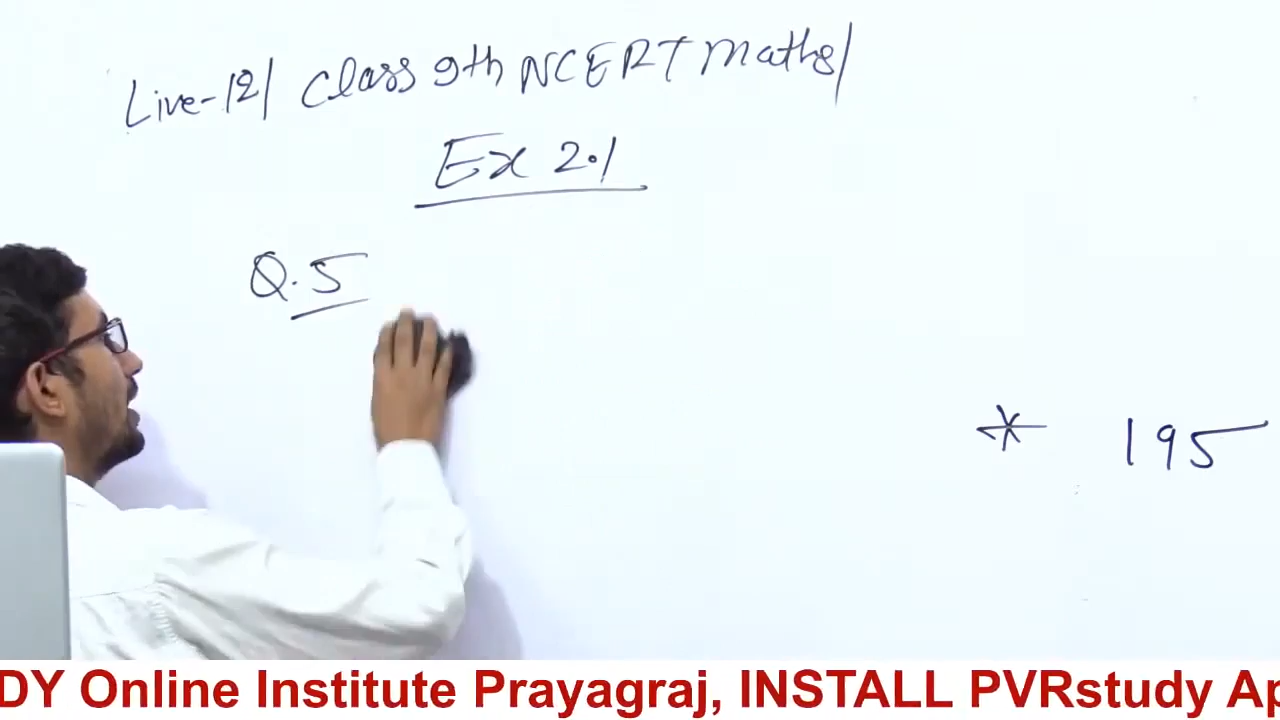 Live-12/ Class 9th NCERT Maths/
Ex 2.1
Q.5
* 195
DY Online Institute Prayagraj, INSTALL PVRstudy Ap